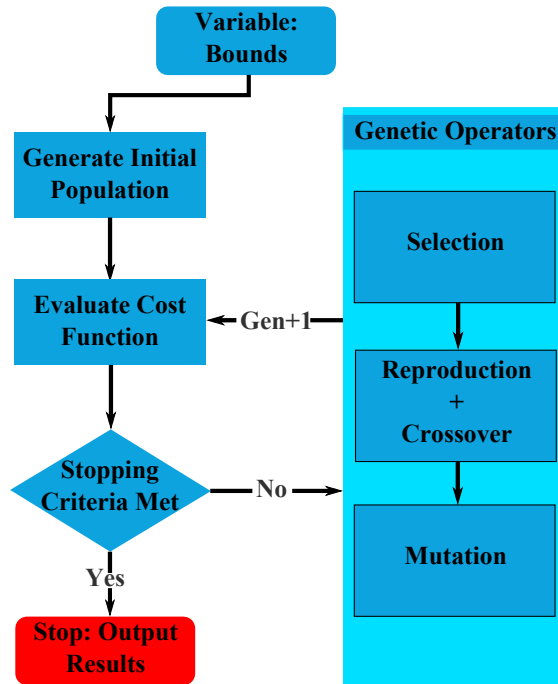 Variable:
Bounds
Generate Initial
Population
Evaluate Cost
Function
Gen+1
Stopping
Criteria Met
No
Yes
Stop: Output
Results
Genetic Operators
Selection
Reproduction
+
Crossover
Mutation